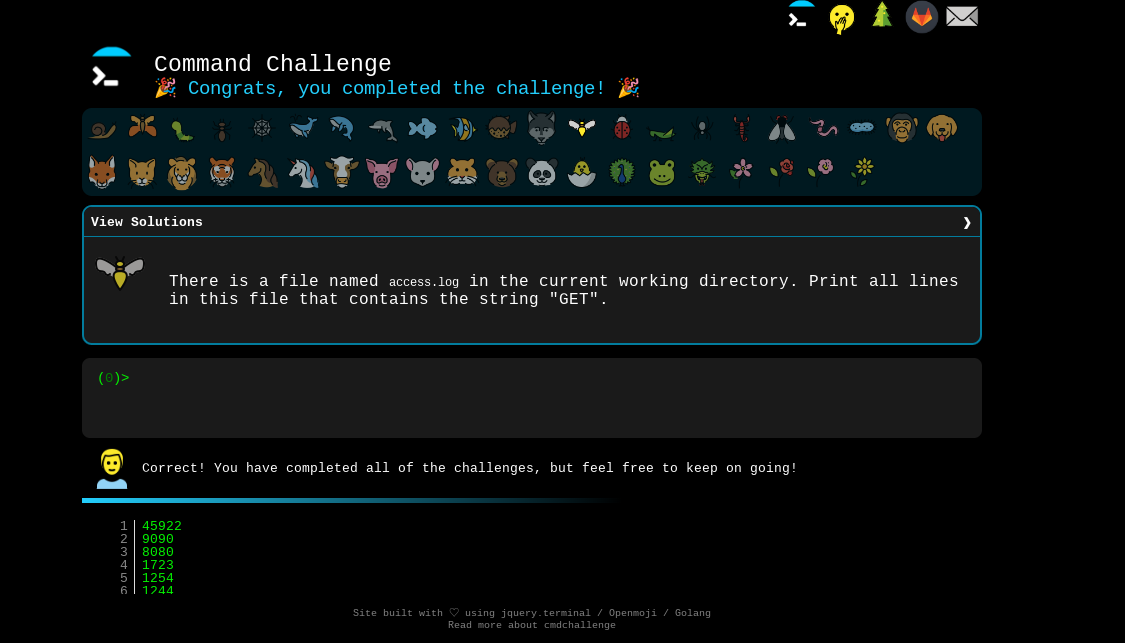 Command Challenge
🎉 Congrats, you completed the challenge! 🎉
View Solutions ❯
There is a file named access.log in the current working directory. Print all lines
in this file that contains the string "GET".
(0)>
Correct! You have completed all of the challenges, but feel free to keep on going!
1 45922
2 9090
3 8080
4 1723
5 1254
6 1244
Site built with ♡ using jquery.terminal / Openmoji / Golang
Read more about cmdchallenge